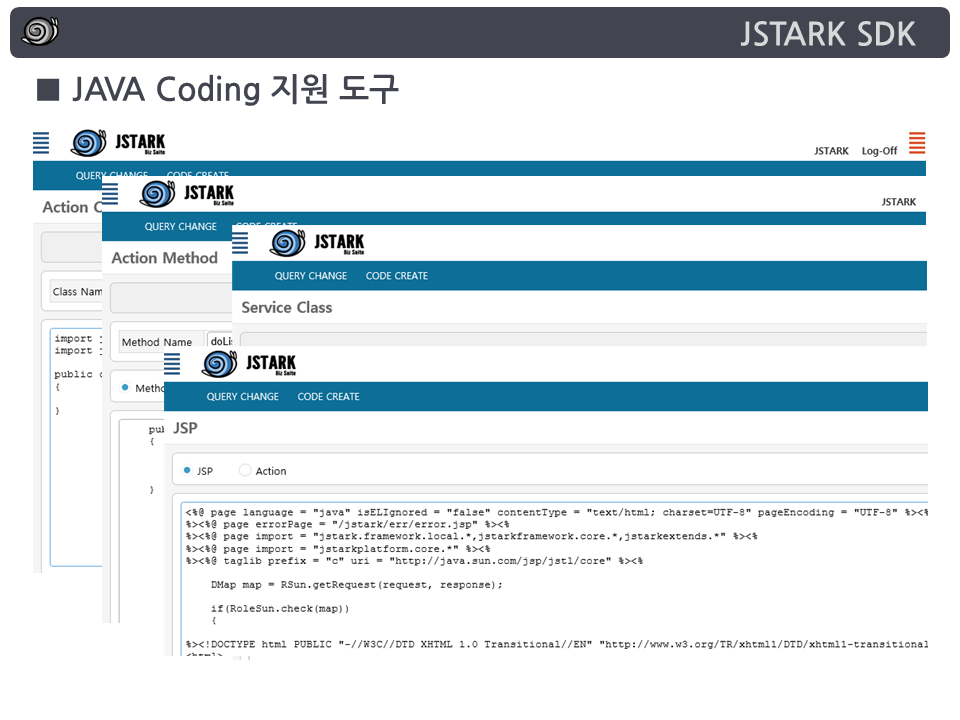 JSTARK SDK
■ JAVA Coding 지원 도구
JSTARK
Biz Suite
JSTARK Log-Off
QUERY CHANGE CODE CREATE
Action C
Class Nam
import j
import j
public c
{
}
JSTARK
Biz Suite
JSTARK
QUERY CHANGE CODE CREATE
Action Method
Method Name doLis
Metho
pub
{
}
JSTARK
Biz Suite
QUERY CHANGE CODE CREATE
Service Class
JSTARK
Biz Suite
QUERY CHANGE CODE CREATE
JSP
JSP Action
<%@ page language = "java" isELIgnored = "false" contentType = "text/html; charset=UTF-8" pageEncoding = "UTF-8" %><%
%><%@ page errorPage = "/jstark/err/error.jsp" %><%
%><%@ page import = "jstark.framework.local.*,jstarkframework.core.*,jstarkextends.*" %><%
%><%@ page import = "jstarkplatform.core.*" %><%
%><%@ taglib prefix = "c" uri = "http://java.sun.com/jsp/jstl/core" %><%
DMap map = RSun.getRequest(request, response);
if(RoleSun.check(map))
{
%><!DOCTYPE html PUBLIC "-//W3C//DTD XHTML 1.0 Transitional//EN" "http://www.w3.org/TR/xhtml1/DTD/xhtml1-transitional
<html>